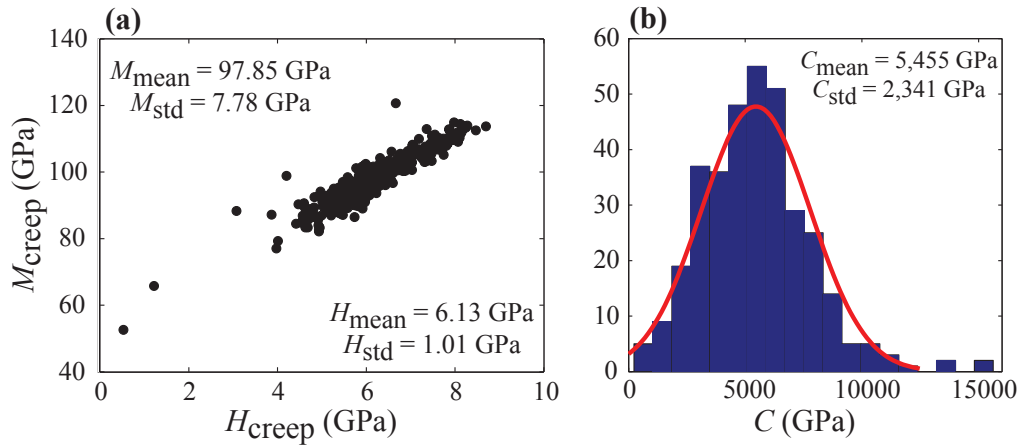 (a)
140
120
100
80
60
40
M_creep (GPa)
M_mean = 97.85 GPa
M_std = 7.78 GPa
H_mean = 6.13 GPa
H_std = 1.01 GPa
0 2 4 6 8 10
H_creep (GPa)
(b)
60
50
40
30
20
10
0
C_mean = 5,455 GPa
C_std = 2,341 GPa
0 5000 10000 15000
C (GPa)